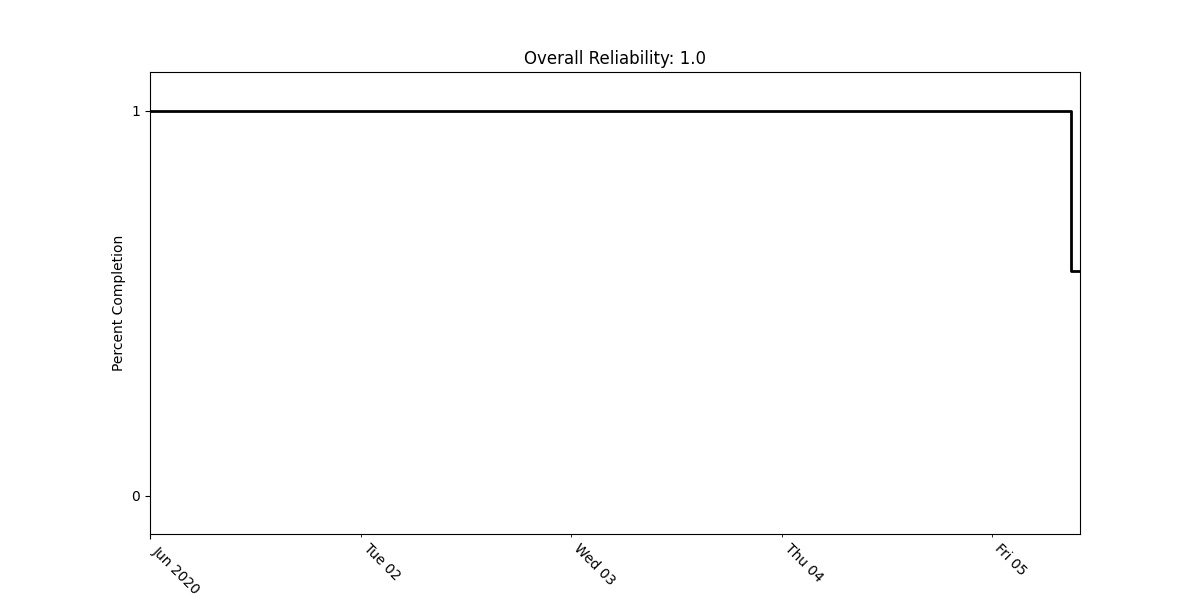 Overall Reliability: 1.0
1
Percent Completion
0
Jun 2020
Tue 02
Wed 03
Thu 04
Fri 05